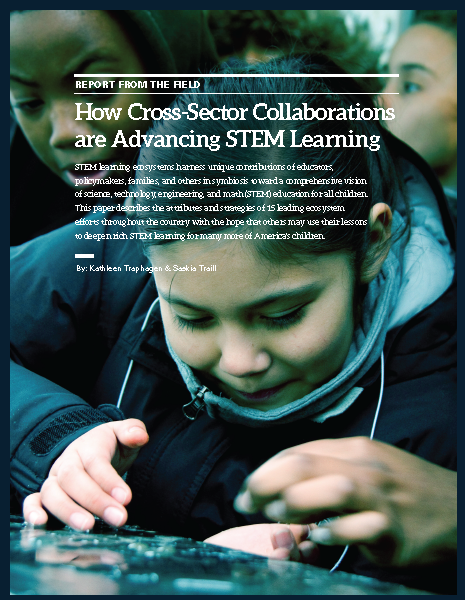 REPORT FROM THE FIELD
How Cross-Sector Collaborations
are Advancing STEM Learning
STEM learning ecosystems harness unique contributions of educators,
policymakers, families, and others in symbiosis toward a comprehensive vision
of science, technology, engineering, and math (STEM) education for all children.
This paper describes the attributes and strategies of 15 leading ecosystem
efforts throughout the country with the hope that others may use their lessons
to deepen rich STEM learning for many more of America's children.
By: Kathleen Traphagen & Saskia Traill